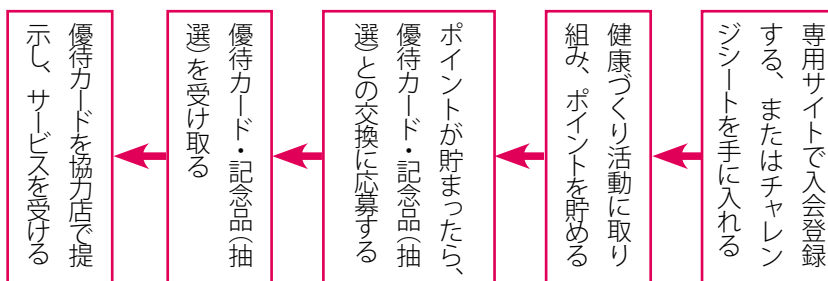 専用サイトで入会登録
する、またはチャレン
ジシートを手に入れる
健康づくり活動に取り
組み、ポイントを貯める
ポイントが貯まったら、
優待カード・記念品(抽
選)との交換に応募する
優待カード・記念品(抽
選)を受け取る
優待カードを協力店で提
示し、サービスを受ける